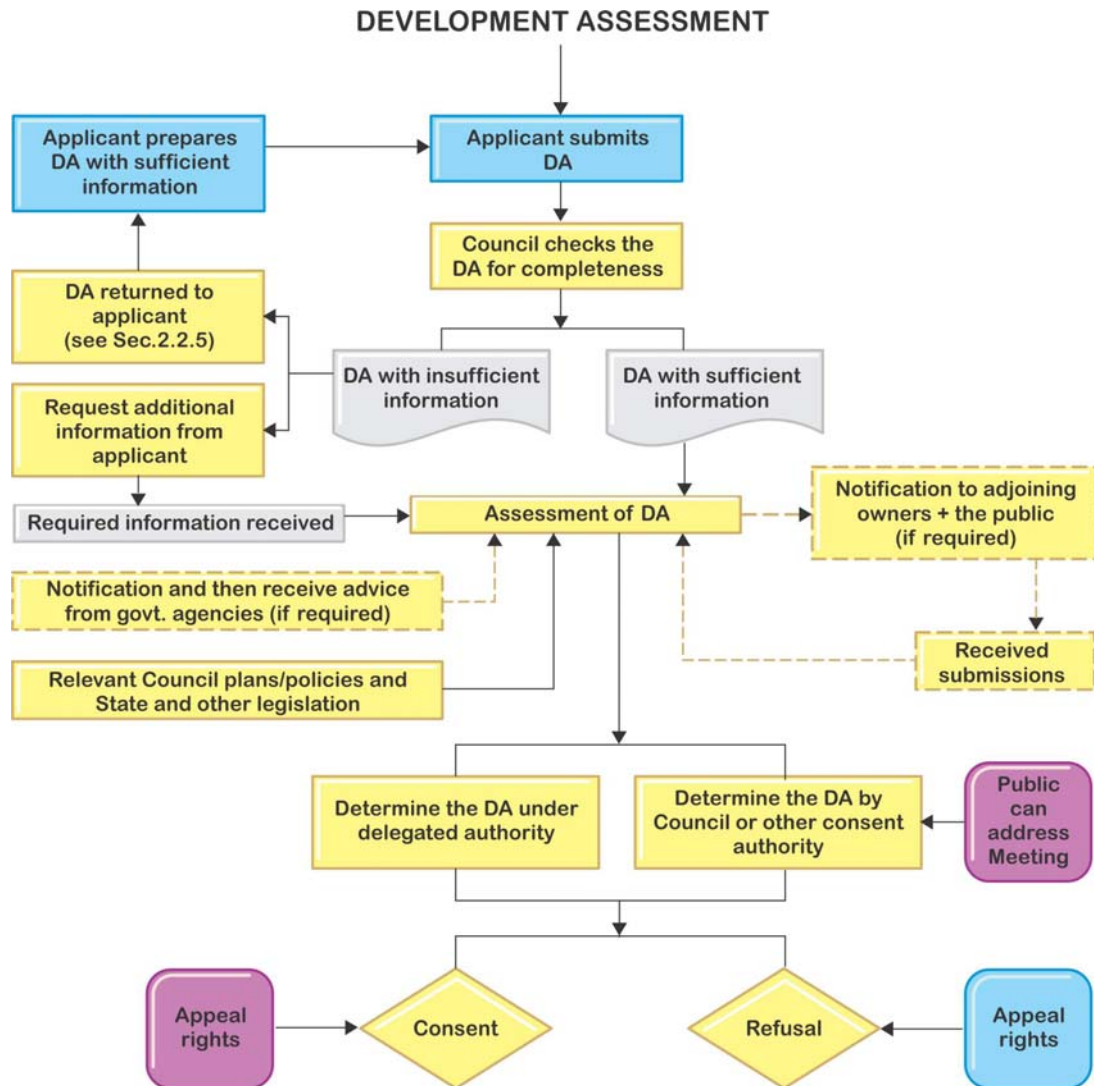 DEVELOPMENT ASSESSMENT
Applicant prepares
DA with sufficient
information
Applicant submits
DA
Council checks the
DA for completeness
DA returned to
applicant
(see Sec.2.2.5)
DA with insufficient
information
DA with sufficient
information
Request additional
information from
applicant
Required information received
Assessment of DA
Notification to adjoining
owners + the public
(if required)
Notification and then receive advice
from govt. agencies (if required)
Received
submissions
Relevant Council plans/policies and
State and other legislation
Determine the DA under
delegated authority
Determine the DA by
Council or other consent
authority
Public
can
address
Meeting
Appeal
rights
Consent
Refusal
Appeal
rights